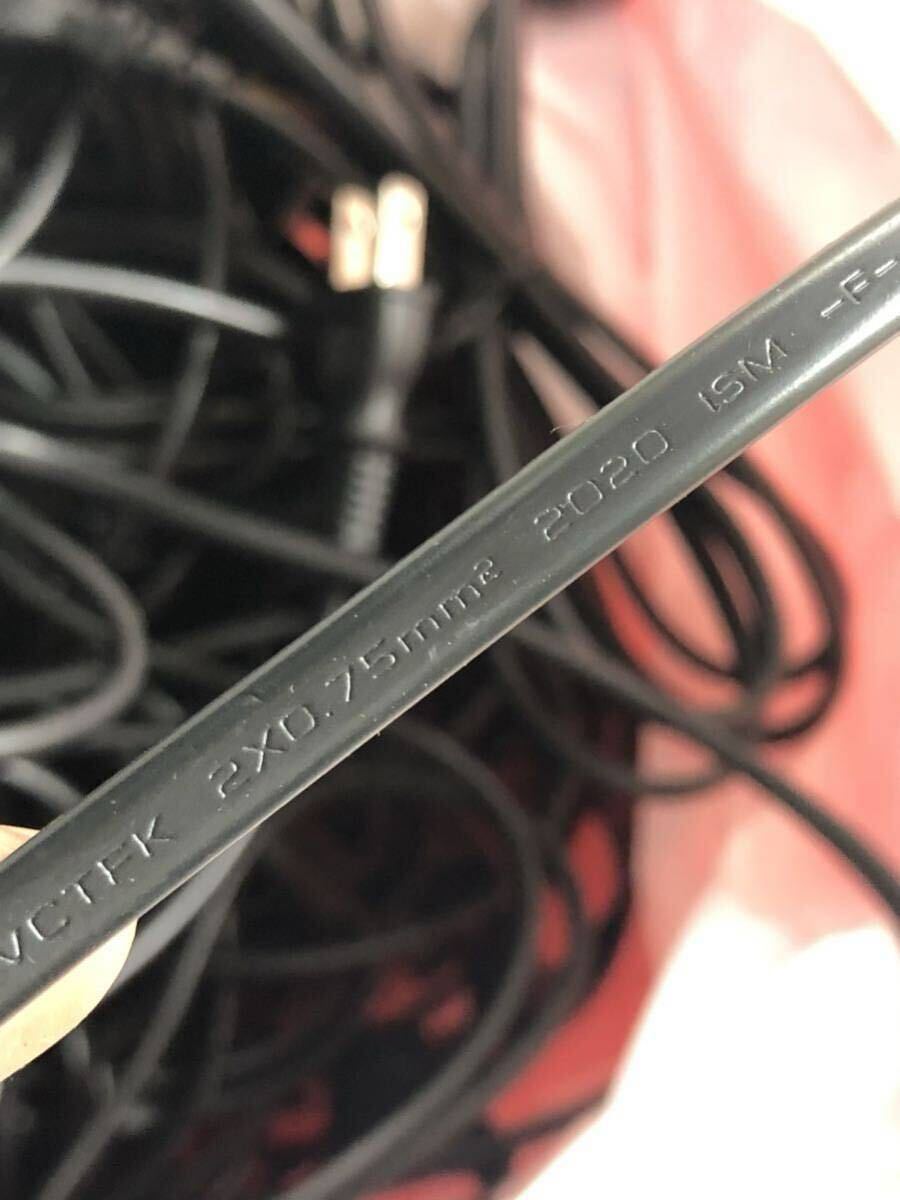 VCTFK 2X0.75mm² 2020 ISM -F-